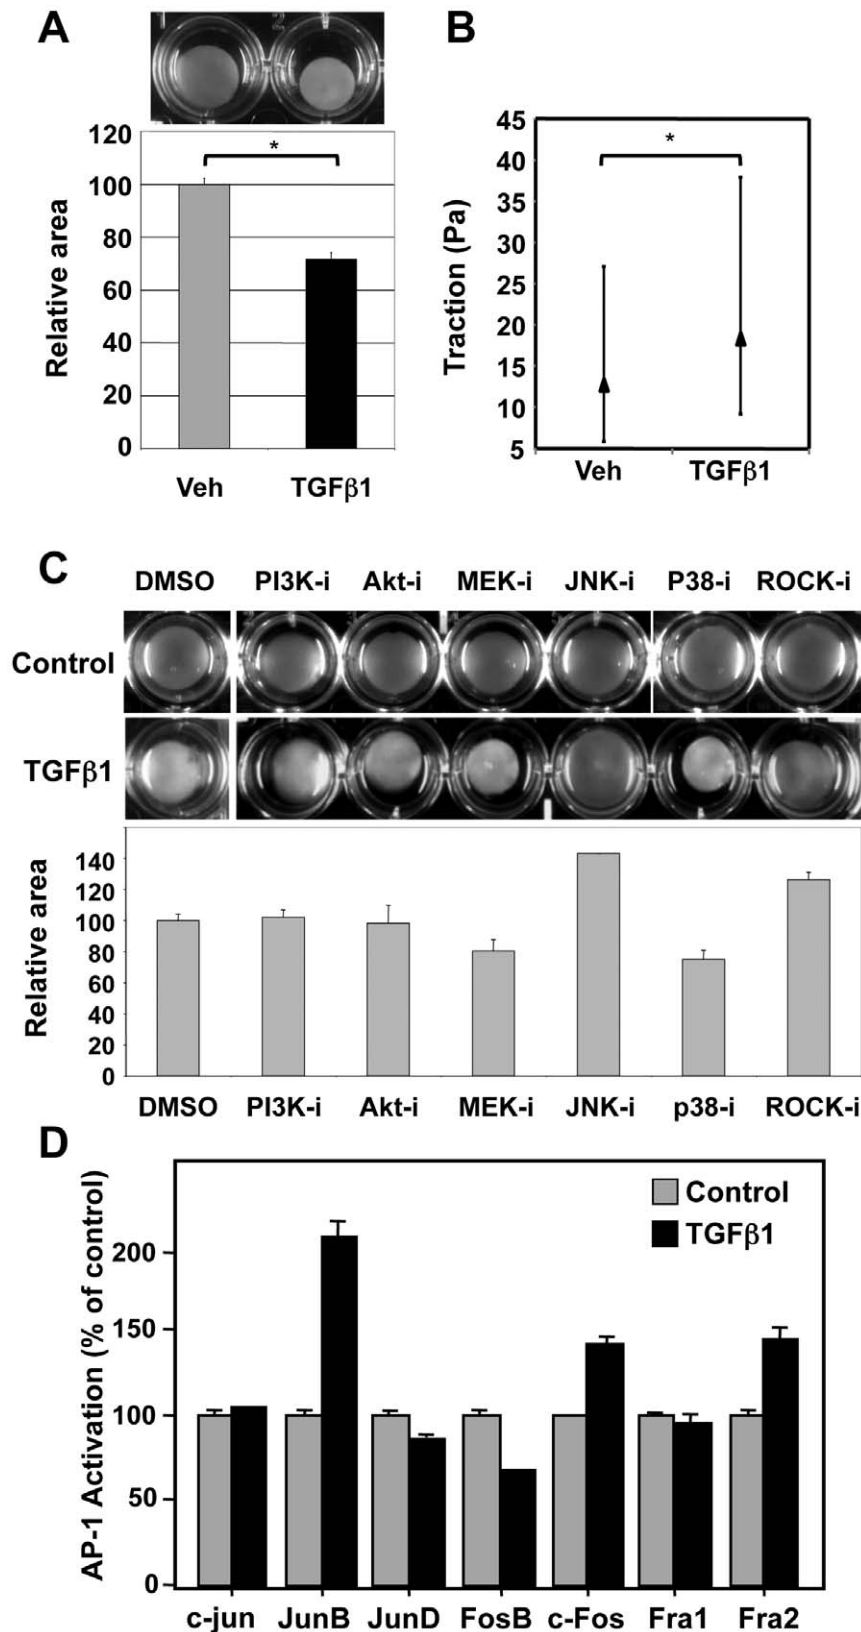 A
1 2
120
100
80
60
40
20
0
Relative area
*
Veh TGFβ1
B
45
40
35
30
25
20
15
10
5
Traction (Pa)
*
Veh TGFβ1
C
DMSO PI3K-i Akt-i MEK-i JNK-i P38-i ROCK-i
Control
TGFβ1
140
120
100
80
60
40
20
0
Relative area
DMSO PI3K-i Akt-i MEK-i JNK-i p38-i ROCK-i
D
Control
TGFβ1
200
150
100
50
0
AP-1 Activation (% of control)
c-jun JunB JunD FosB c-Fos Fra1 Fra2